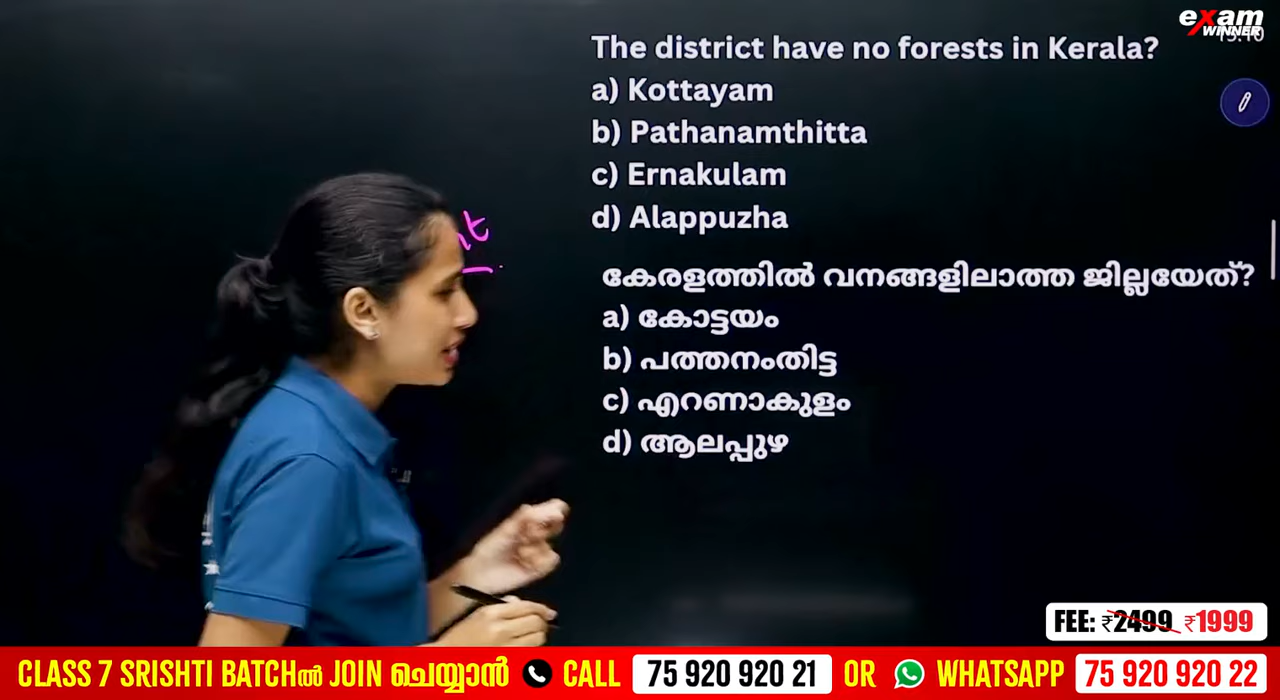 exam
WINNER
The district have no forests in Kerala?
a) Kottayam
b) Pathanamthitta
c) Ernakulam
d) Alappuzha
കേരളത്തിൽ വനങ്ങളിലാത്ത ജില്ലയേത്?
a) കോട്ടയം
b) പത്തനംതിട്ട
c) എറണാകുളം
d) ആലപ്പുഴ
FEE: ₹2499 ₹1999
CLASS 7 SRISHTI BATCHൽ JOIN ചെയ്യാൻ CALL 75 920 920 21 OR WHATSAPP 75 920 920 22